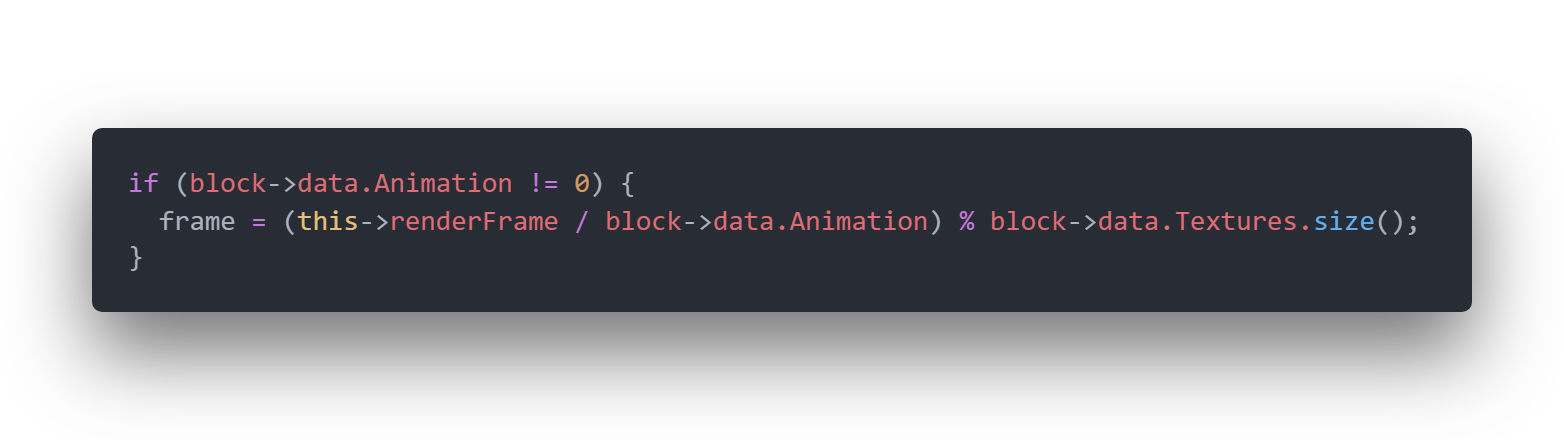 if (block->data.Animation != 0) {
  frame = (this->renderFrame / block->data.Animation) % block->data.Textures.size();
}